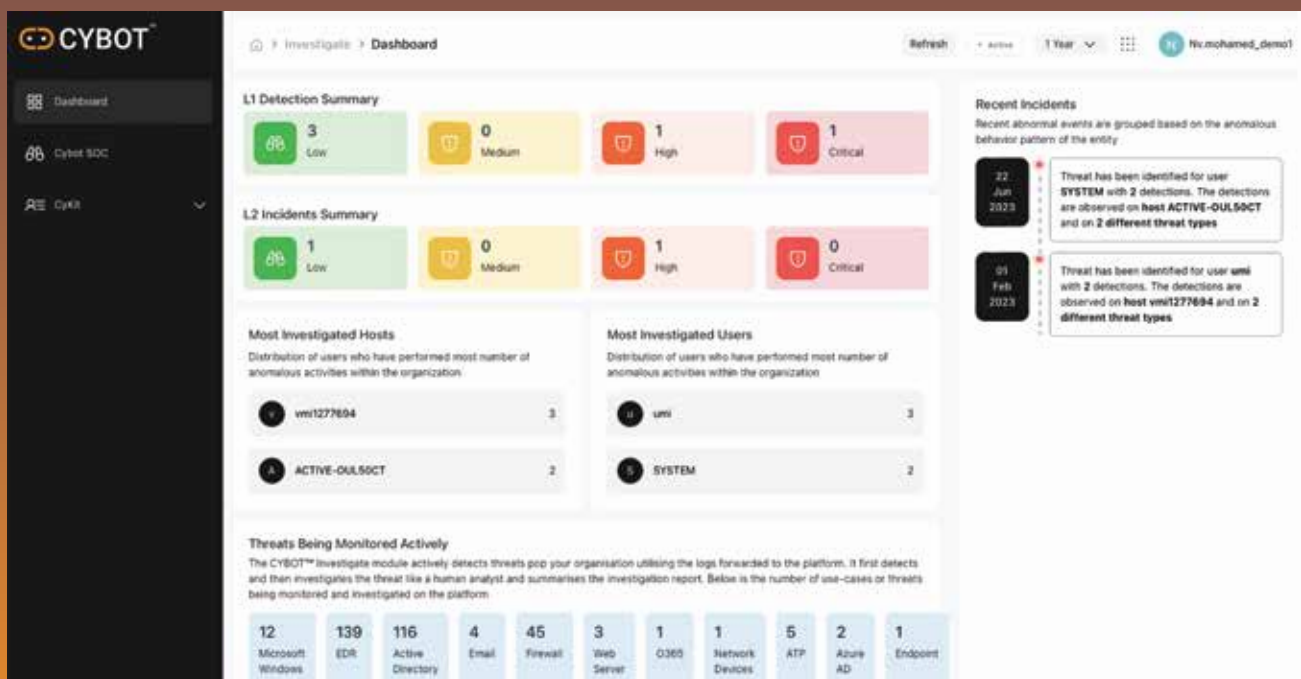 CYBOT™
Investigate > Dashboard
Refresh
Active
1 Year
N
Nv.mohamed_demo1
Dashboard
Cybot SOC
CyKit
L1 Detection Summary
3
Low
0
Medium
1
High
1
Critical
L2 Incidents Summary
1
Low
0
Medium
1
High
0
Critical
Most Investigated Hosts
Distribution of users who have performed most number of
anomalous activities within the organization
v vmi1277694 3
A ACTIVE-OUL50CT 2
Most Investigated Users
Distribution of users who have performed most number of
anomalous activities within the organization
u umi 3
S SYSTEM 2
Threats Being Monitored Actively
The CYBOT™ Investigate module actively detects threats pop your organisation utilising the logs forwarded to the platform. It first detects
and then investigates the threat like a human analyst and summarises the investigation report. Below is the number of use-cases or threats
being monitored and investigated on the platform
12
Microsoft
Windows
139
EDR
116
Active
Directory
4
Email
45
Firewall
3
Web
Server
1
O365
1
Network
Devices
5
ATP
2
Azure
AD
1
Endpoint
Recent Incidents
Recent abnormal events are grouped based on the anomalous
behavior pattern of the entity
22
Jun
2023
Threat has been identified for user
SYSTEM with 2 detections. The detections
are observed on host ACTIVE-OUL50CT
and on 2 different threat types
01
Feb
2023
Threat has been identified for user umi
with 2 detections. The detections are
observed on host vmi1277694 and on 2
different threat types